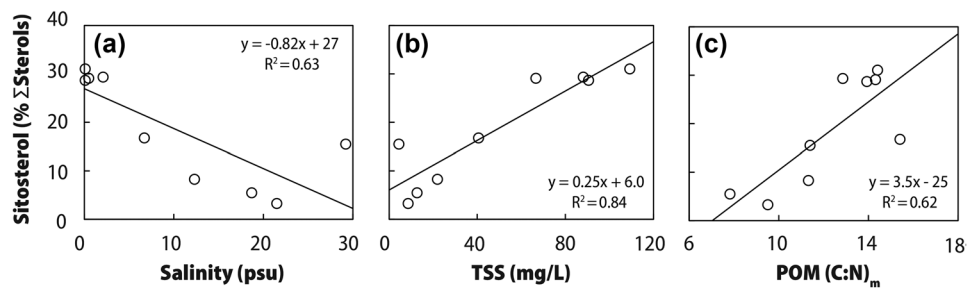 Sitosterol (% ΣSterols)
40
30
20
10
0
(a)
y = -0.82x + 27
R² = 0.63
0 10 20 30
Salinity (psu)
(b)
y = 0.25x + 6.0
R² = 0.84
0 40 80 120
TSS (mg/L)
(c)
y = 3.5x - 25
R² = 0.62
6 10 14 18
POM (C:N)ₘ